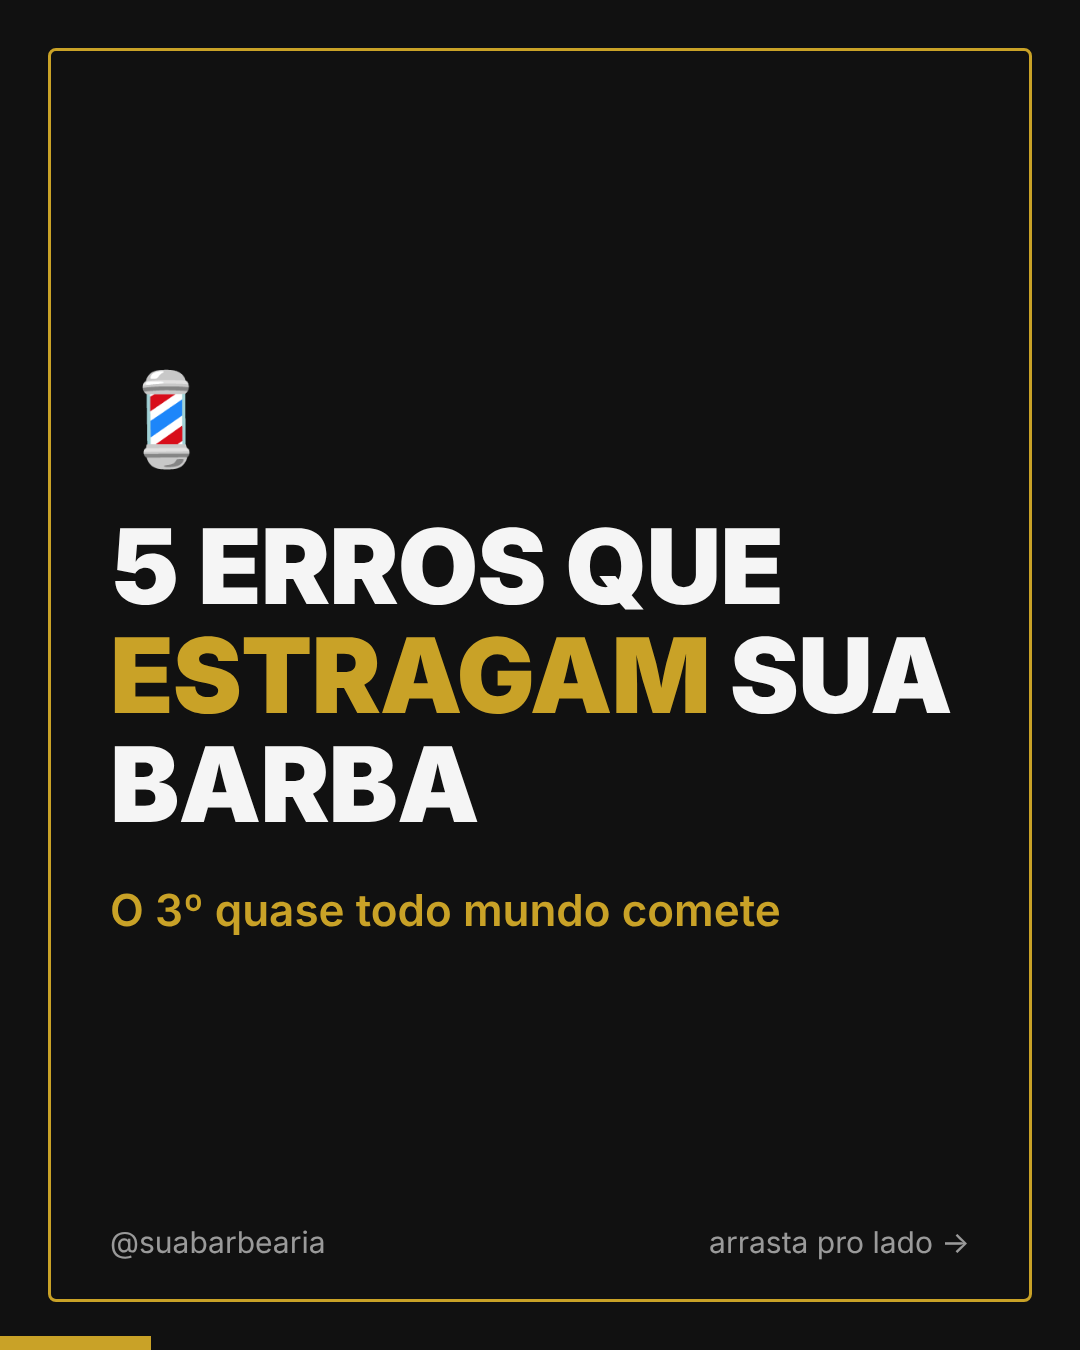 5 ERROS QUE
ESTRAGAM SUA
BARBA
O 3º quase todo mundo comete
@suabarbearia
arrasta pro lado →